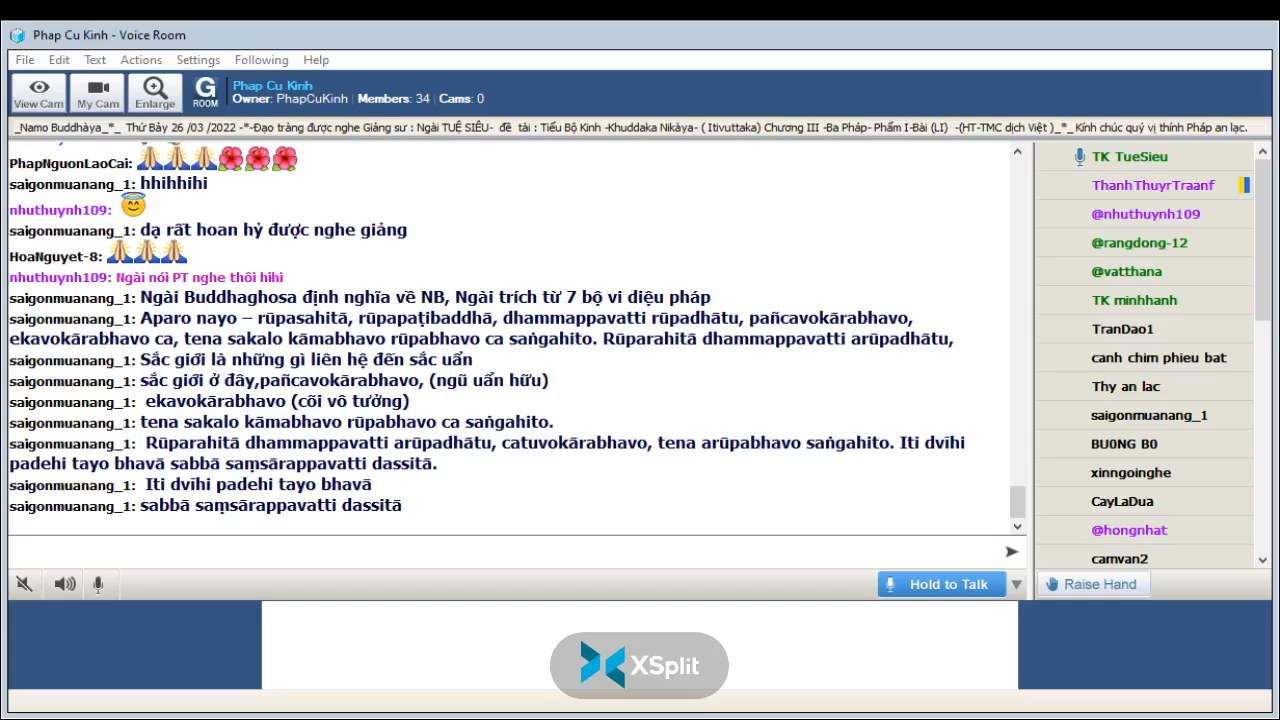 Phap Cu Kinh - Voice Room
File Edit Text Actions Settings Following Help
View Cam My Cam Enlarge G ROOM
Phap Cu Kinh
Owner: PhapCuKinh Members: 34 Cams: 0
_Namo Buddhàya_*_ Thứ Bảy 26 /03 /2022 -*-Đạo tràng được nghe Giảng sư : Ngài TUỆ SIÊU- đề tài : Tiểu Bộ Kinh -Khuddaka Nikàya- ( Itivuttaka) Chương III -Ba Pháp- Phẩm I-Bài (LI) -(HT-TMC dịch Việt )_*_ Kính chúc quý vị thính Pháp an lạc.
PhapNguonLaoCai:
saigonmuanang_1: hhihhihi
nhuthuynh109:
saigonmuanang_1: dạ rất hoan hỷ được nghe giảng
HoaNguyet-8:
nhuthuynh109: Ngài nói PT nghe thôi hihi
saigonmuanang_1: Ngài Buddhaghosa định nghĩa về NB, Ngài trích từ 7 bộ vi diệu pháp
saigonmuanang_1: Aparo nayo – rūpasahitā, rūpapaṭibaddhā, dhammappavatti rūpadhātu, pañcavokārabhavo,
ekavokārabhavo ca, tena sakalo kāmabhavo rūpabhavo ca saṅgahito. Rūparahitā dhammappavatti arūpadhātu,
saigonmuanang_1: Sắc giới là những gì liên hệ đến sắc uẩn
saigonmuanang_1: sắc giới ở đây,pañcavokārabhavo, (ngũ uẩn hữu)
saigonmuanang_1: ekavokārabhavo (cõi vô tưởng)
saigonmuanang_1: tena sakalo kāmabhavo rūpabhavo ca saṅgahito.
saigonmuanang_1: Rūparahitā dhammappavatti arūpadhātu, catuvokārabhavo, tena arūpabhavo saṅgahito. Iti dvīhi
padehi tayo bhavā sabbā saṃsārappavatti dassitā.
saigonmuanang_1: Iti dvīhi padehi tayo bhavā
saigonmuanang_1: sabbā saṃsārappavatti dassitā
TK TueSieu
ThanhThuyrTraanf
@nhuthuynh109
@rangdong-12
@vatthana
TK minhhanh
TranDao1
canh chim phieu bat
Thy an lac
saigonmuanang_1
BU0NG B0
xinngoinghe
CayLaDua
@hongnhat
camvan2
Hold to Talk
Raise Hand
XSplit